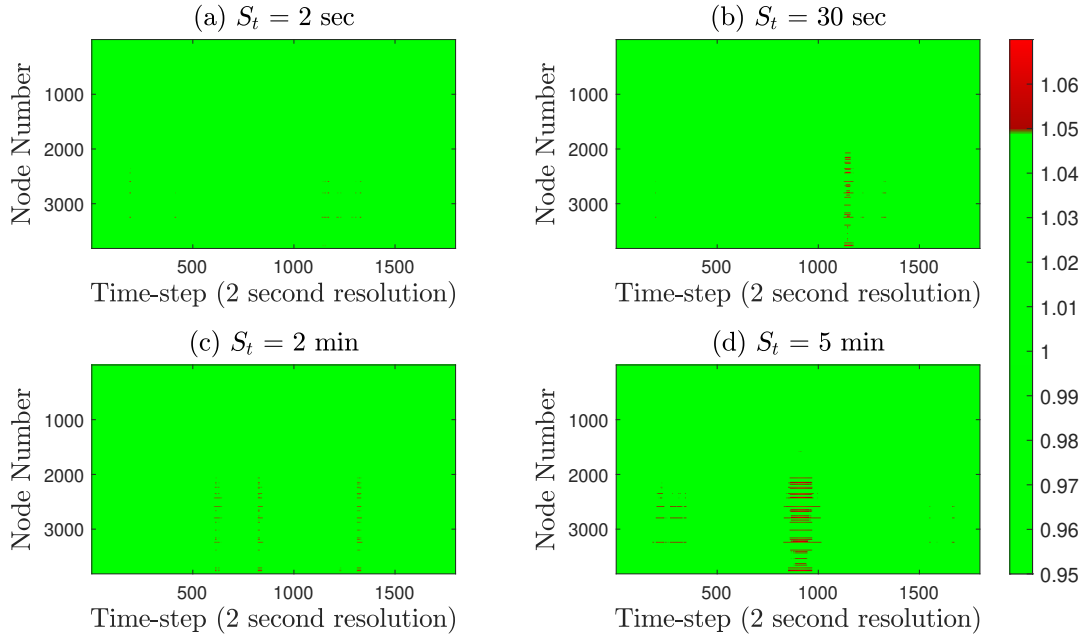 (a) S_t = 2 sec
Node Number
1000
2000
3000
500 1000 1500
Time-step (2 second resolution)
(b) S_t = 30 sec
Node Number
1000
2000
3000
500 1000 1500
Time-step (2 second resolution)
(c) S_t = 2 min
Node Number
1000
2000
3000
500 1000 1500
Time-step (2 second resolution)
(d) S_t = 5 min
Node Number
1000
2000
3000
500 1000 1500
Time-step (2 second resolution)
1.06
1.05
1.04
1.03
1.02
1.01
1
0.99
0.98
0.97
0.96
0.95